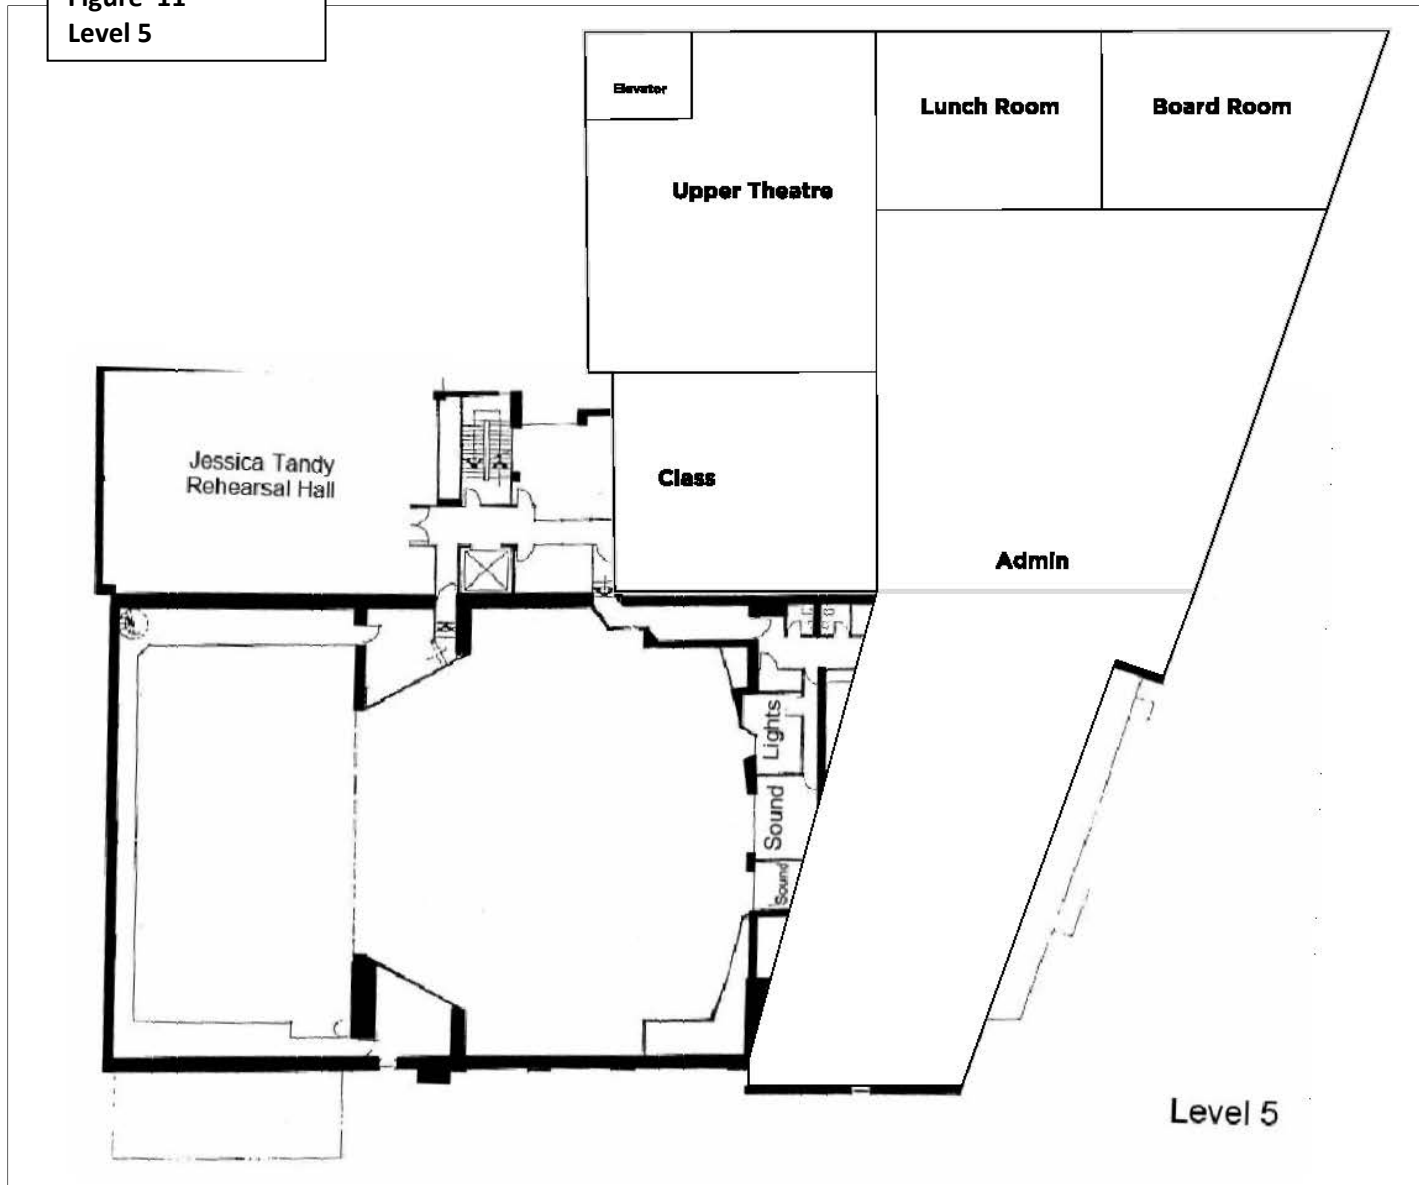 Figure 11
Level 5
Elevator
Lunch Room
Board Room
Upper Theatre
Jessica Tandy
Rehearsal Hall
Class
Admin
Lights
Sound
Sound
Level 5